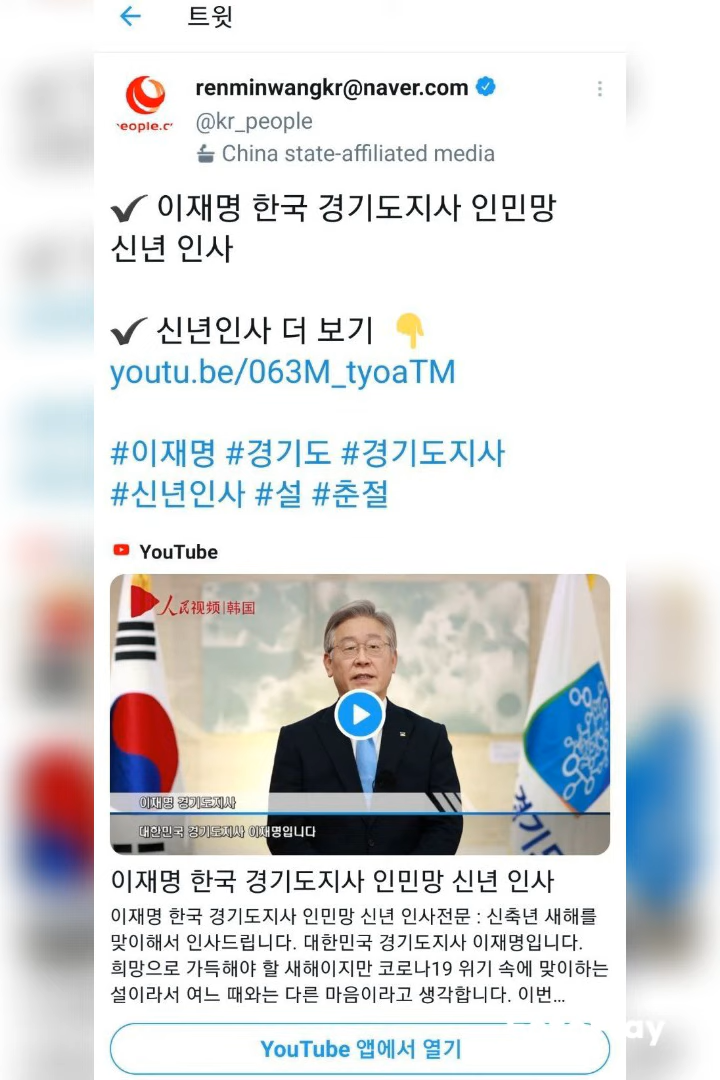 트윗
renminwangkr@naver.com
people.cn
@kr_people
China state-affiliated media
✔ 이재명 한국 경기도지사 인민망
신년 인사
✔ 신년인사 더 보기 👇
youtu.be/063M_tyoaTM
#이재명 #경기도 #경기도지사
#신년인사 #설 #춘절
YouTube
人民视频|韩国
이재명 경기도지사
대한민국 경기도지사 이재명입니다
이재명 한국 경기도지사 인민망 신년 인사
이재명 한국 경기도지사 인민망 신년 인사전문 : 신축년 새해를
맞이해서 인사드립니다. 대한민국 경기도지사 이재명입니다.
희망으로 가득해야 할 새해이지만 코로나19 위기 속에 맞이하는
설이라서 여느 때와는 다른 마음이라고 생각합니다. 이번...
YouTube 앱에서 열기